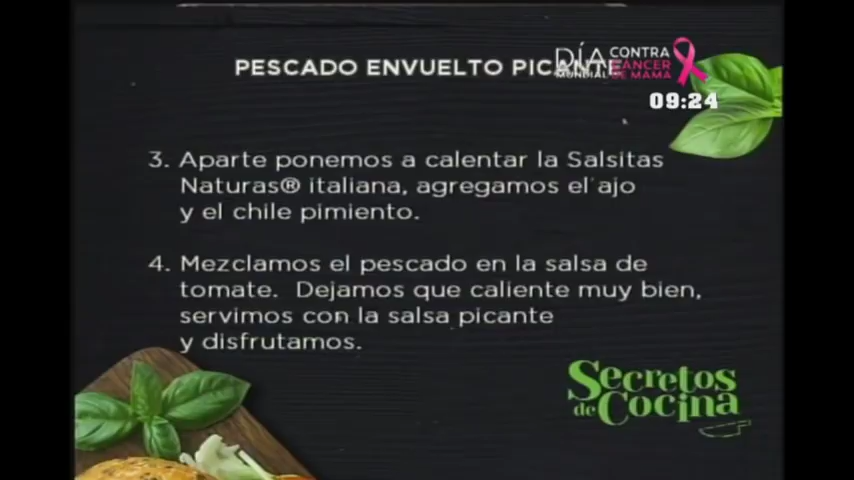 PESCADO ENVUELTO PICANTE
DÍA MUNDIAL CONTRA CANCER DE MAMA
09:24
3. Aparte ponemos a calentar la Salsitas
Naturas® italiana, agregamos el ajo
y el chile pimiento.
4. Mezclamos el pescado en la salsa de
tomate. Dejamos que caliente muy bien,
servimos con la salsa picante
y disfrutamos.
Secretos
de Cocina